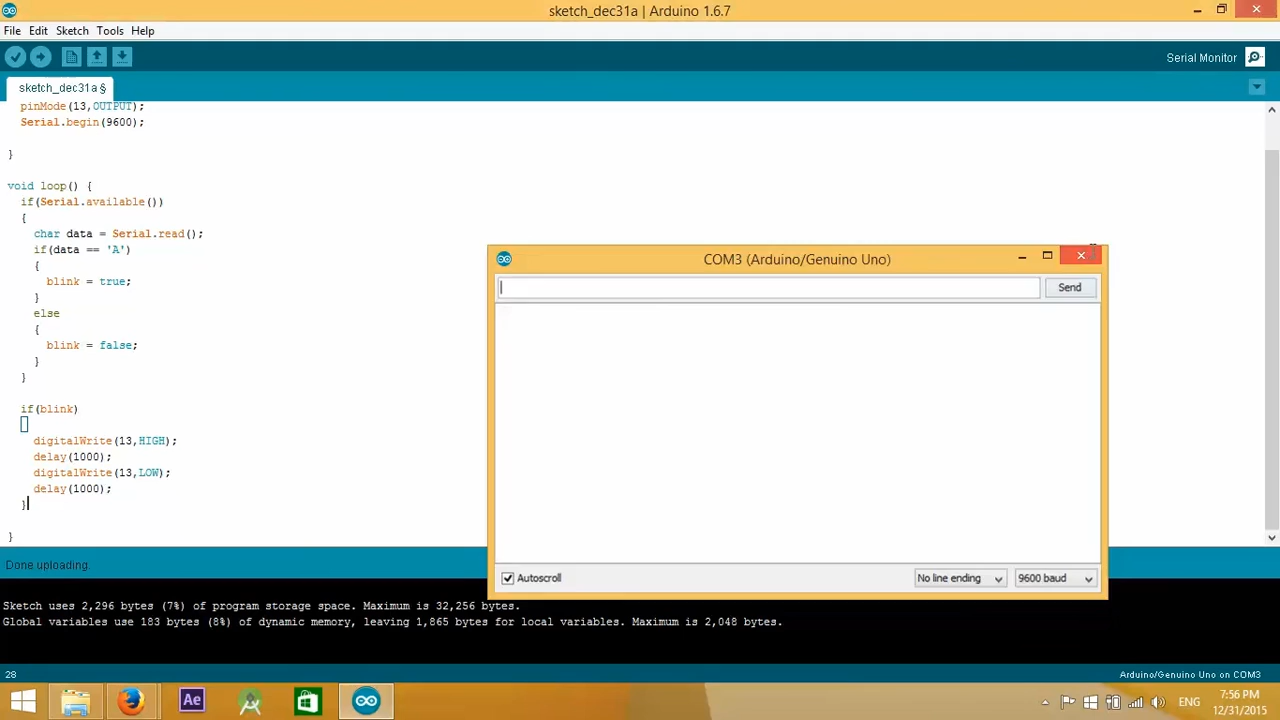 sketch_dec31a | Arduino 1.6.7
File Edit Sketch Tools Help
Serial Monitor
sketch_dec31a §
pinMode(13,OUTPUT);
Serial.begin(9600);
}
void loop() {
if(Serial.available())
{
char data = Serial.read();
if(data == 'A')
{
blink = true;
}
else
{
blink = false;
}
}
if(blink)
digitalWrite(13,HIGH);
delay(1000);
digitalWrite(13,LOW);
delay(1000);
}
}
COM3 (Arduino/Genuino Uno)
Send
Autoscroll
No line ending
9600 baud
Done uploading.
Sketch uses 2,296 bytes (7%) of program storage space. Maximum is 32,256 bytes.
Global variables use 183 bytes (8%) of dynamic memory, leaving 1,865 bytes for local variables. Maximum is 2,048 bytes.
28
Arduino/Genuino Uno on COM3
Ae
ENG
7:56 PM
12/31/2015